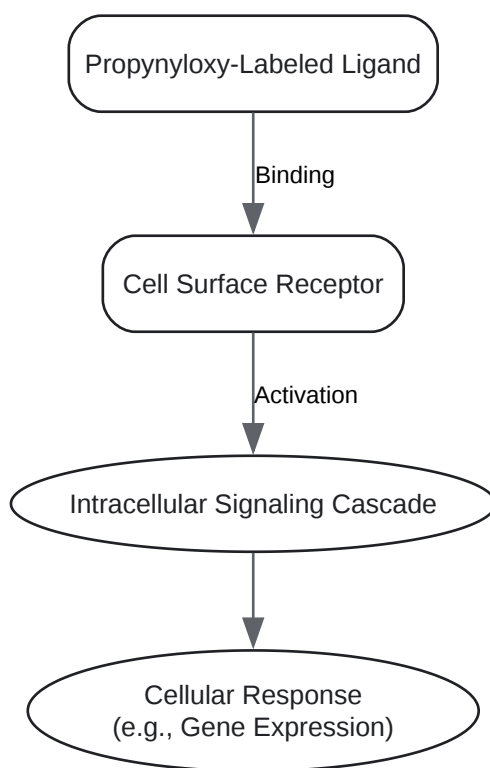 Propynyloxy-Labeled Ligand
Binding
Cell Surface Receptor
Activation
Intracellular Signaling Cascade
Cellular Response
(e.g., Gene Expression)